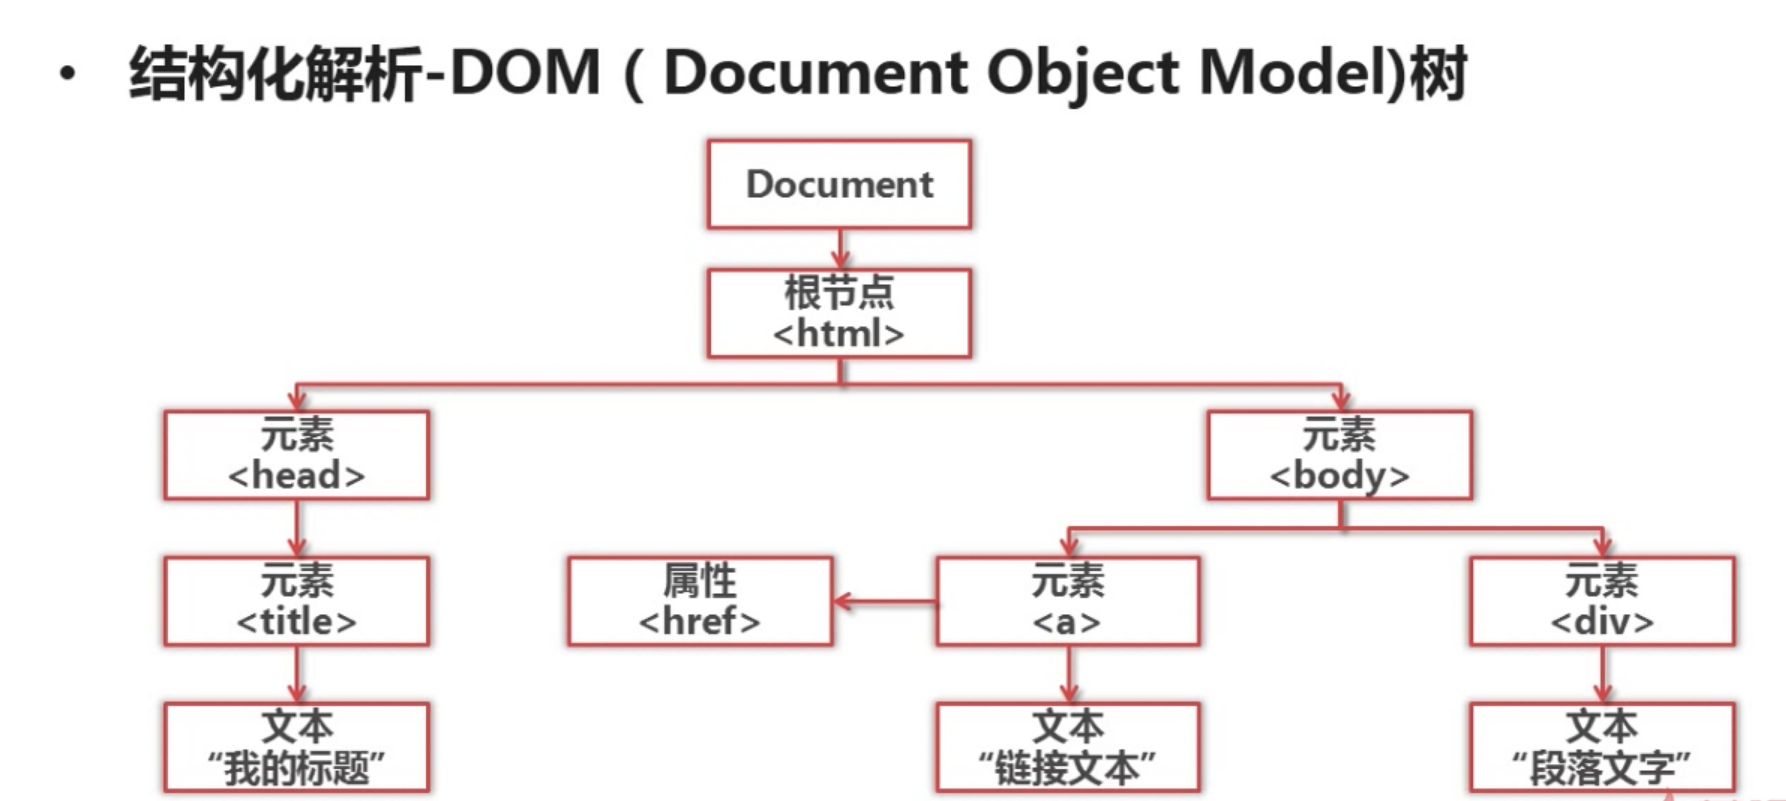 • 结构化解析-DOM ( Document Object Model)树
Document
根节点
<html>
元素
<head>
元素
<body>
元素
<title>
属性
<href>
元素
<a>
元素
<div>
文本
“我的标题”
文本
“链接文本”
文本
“段落文字”